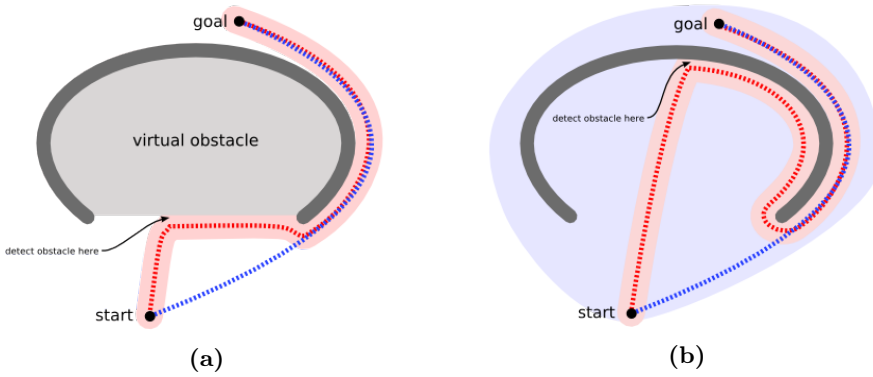 goal
virtual obstacle
detect obstacle here
start
(a)
goal
detect obstacle here
start
(b)